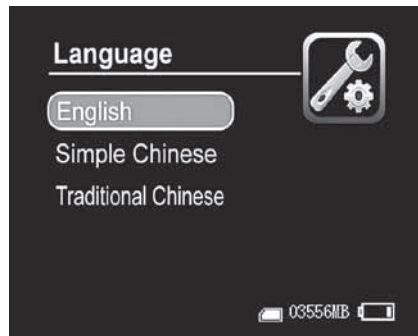 Language
English
Simple Chinese
Traditional Chinese
03556MB